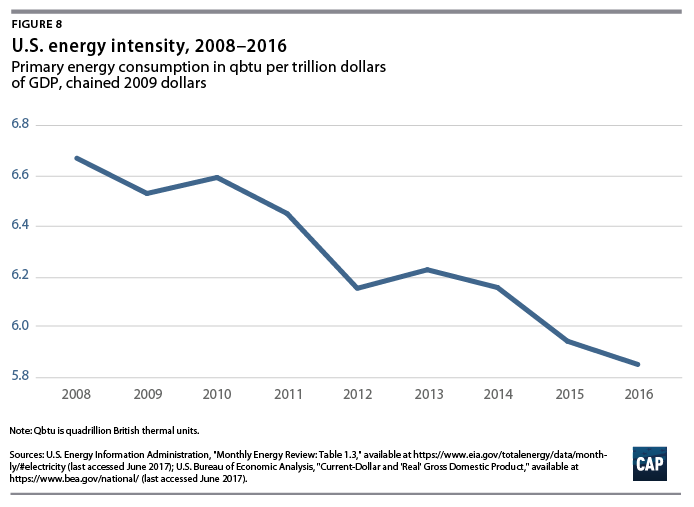 FIGURE 8
U.S. energy intensity, 2008–2016
Primary energy consumption in qbtu per trillion dollars
of GDP, chained 2009 dollars
6.8
6.6
6.4
6.2
6.0
5.8
2008 2009 2010 2011 2012 2013 2014 2015 2016
Note: Qbtu is quadrillion British thermal units.
Sources: U.S. Energy Information Administration, "Monthly Energy Review: Table 1.3," available at https://www.eia.gov/totalenergy/data/month-
ly/#electricity (last accessed June 2017); U.S. Bureau of Economic Analysis, "Current-Dollar and 'Real' Gross Domestic Product," available at
https://www.bea.gov/national/ (last accessed June 2017).
CAP